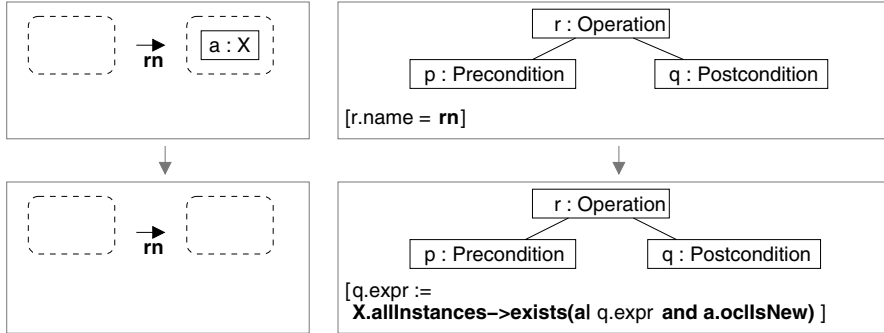 a : X
rn
r : Operation
p : Precondition
q : Postcondition
[r.name = rn]
rn
r : Operation
p : Precondition
q : Postcondition
[q.expr :=
X.allInstances−>exists(a| q.expr and a.oclIsNew) ]